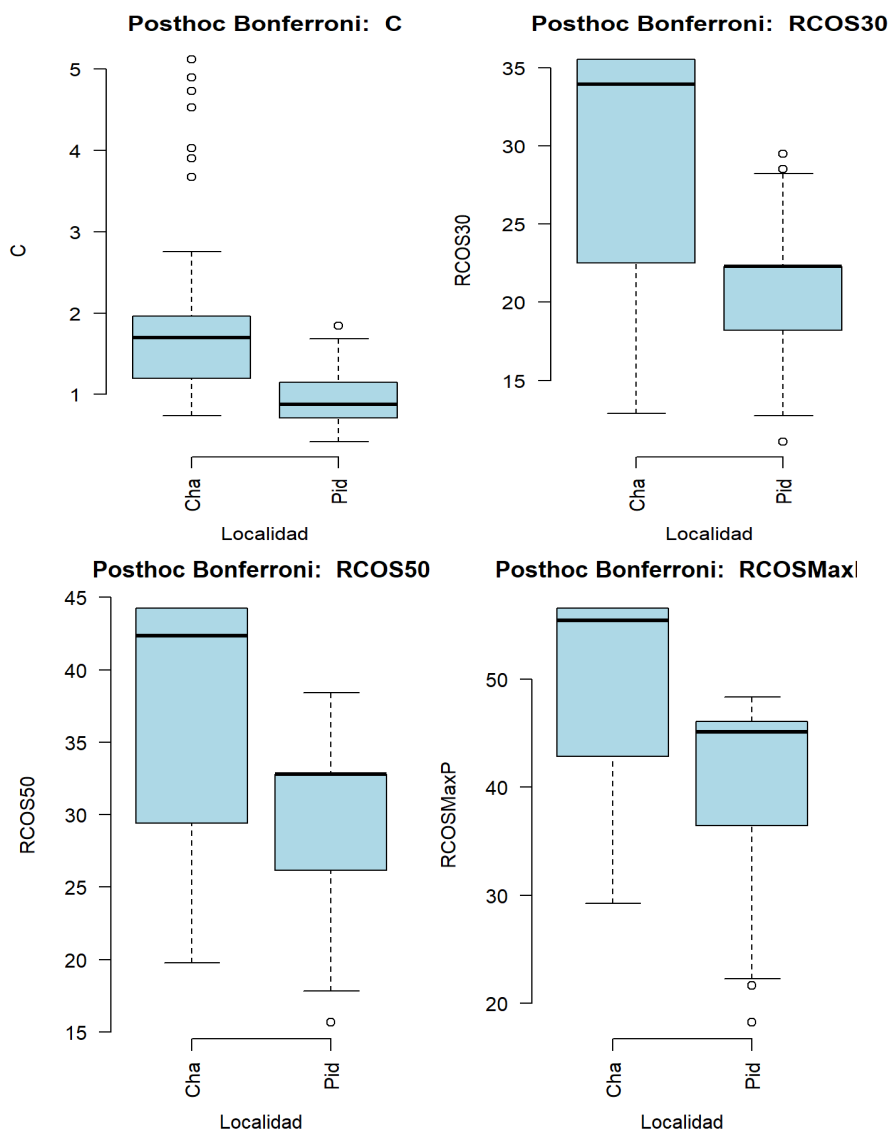 Posthoc Bonferroni:  C
5
4
3
2
1
C
Cha
Pid
Localidad
Posthoc Bonferroni:  RCOS30
35
30
25
20
15
RCOS30
Cha
Pid
Localidad
Posthoc Bonferroni:  RCOS50
45
40
35
30
25
20
15
RCOS50
Cha
Pid
Localidad
Posthoc Bonferroni:  RCOSMaxI
50
40
30
20
RCOSMaxP
Cha
Pid
Localidad